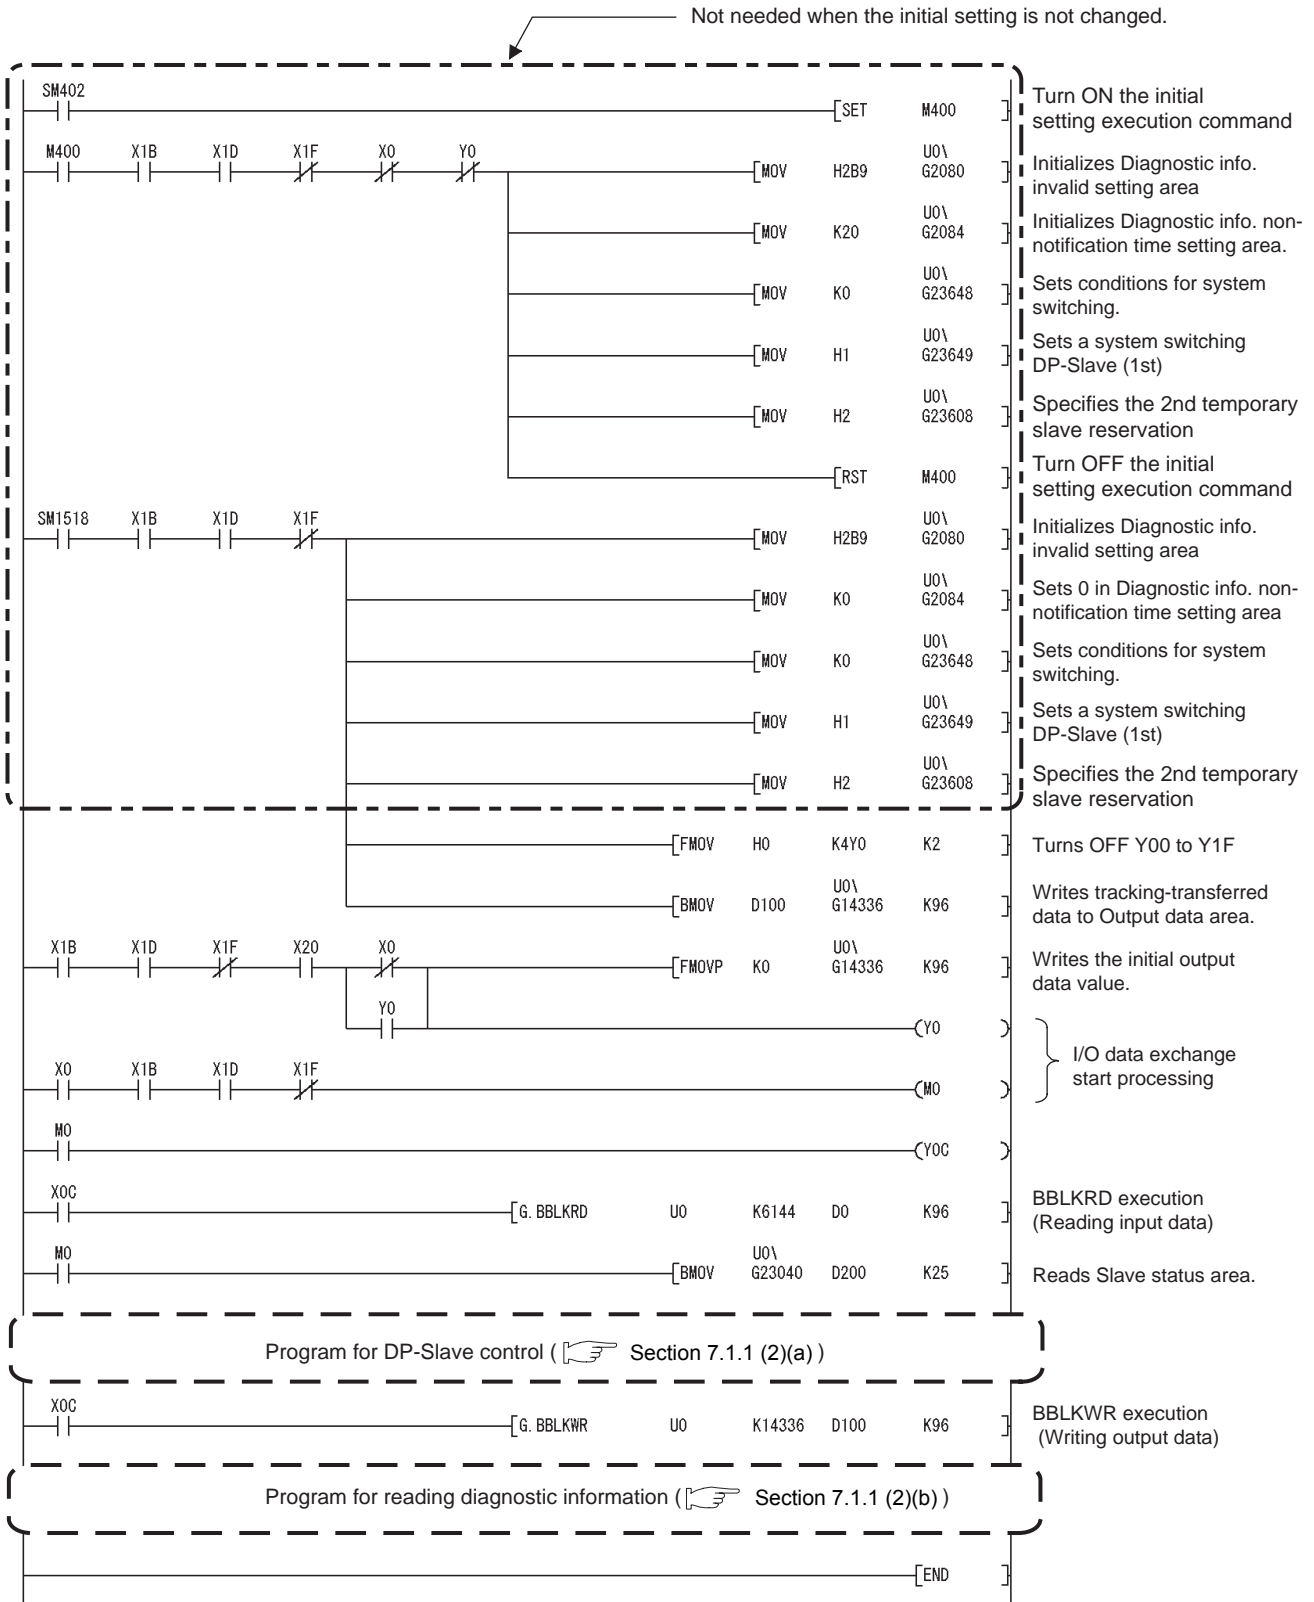 Not needed when the initial setting is not changed.
SM402
[SET M400 ]
Turn ON the initial
setting execution command
M400 X1B X1D X1F X0 Y0
U0\
[MOV H2B9 G2080 ]
Initializes Diagnostic info.
invalid setting area
U0\
[MOV K20 G2084 ]
Initializes Diagnostic info. non-
notification time setting area.
U0\
[MOV K0 G23648 ]
Sets conditions for system
switching.
U0\
[MOV H1 G23649 ]
Sets a system switching
DP-Slave (1st)
U0\
[MOV H2 G23608 ]
Specifies the 2nd temporary
slave reservation
[RST M400 ]
Turn OFF the initial
setting execution command
SM1518 X1B X1D X1F
U0\
[MOV H2B9 G2080 ]
Initializes Diagnostic info.
invalid setting area
U0\
[MOV K0 G2084 ]
Sets 0 in Diagnostic info. non-
notification time setting area
U0\
[MOV K0 G23648 ]
Sets conditions for system
switching.
U0\
[MOV H1 G23649 ]
Sets a system switching
DP-Slave (1st)
U0\
[MOV H2 G23608 ]
Specifies the 2nd temporary
slave reservation
[FMOV H0 K4Y0 K2 ]
Turns OFF Y00 to Y1F
U0\
[BMOV D100 G14336 K96 ]
Writes tracking-transferred
data to Output data area.
X1B X1D X1F X20 X0
U0\
[FMOVP K0 G14336 K96 ]
Writes the initial output
data value.
Y0
(Y0 )
X0 X1B X1D X1F
(M0 )
I/O data exchange
start processing
M0
(Y0C )
X0C
[G.BBLKRD U0 K6144 D0 K96 ]
BBLKRD execution
(Reading input data)
M0
U0\
[BMOV G23040 D200 K25 ]
Reads Slave status area.
Program for DP-Slave control ( Section 7.1.1 (2)(a) )
X0C
[G.BBLKWR U0 K14336 D100 K96 ]
BBLKWR execution
(Writing output data)
Program for reading diagnostic information ( Section 7.1.1 (2)(b) )
[END ]